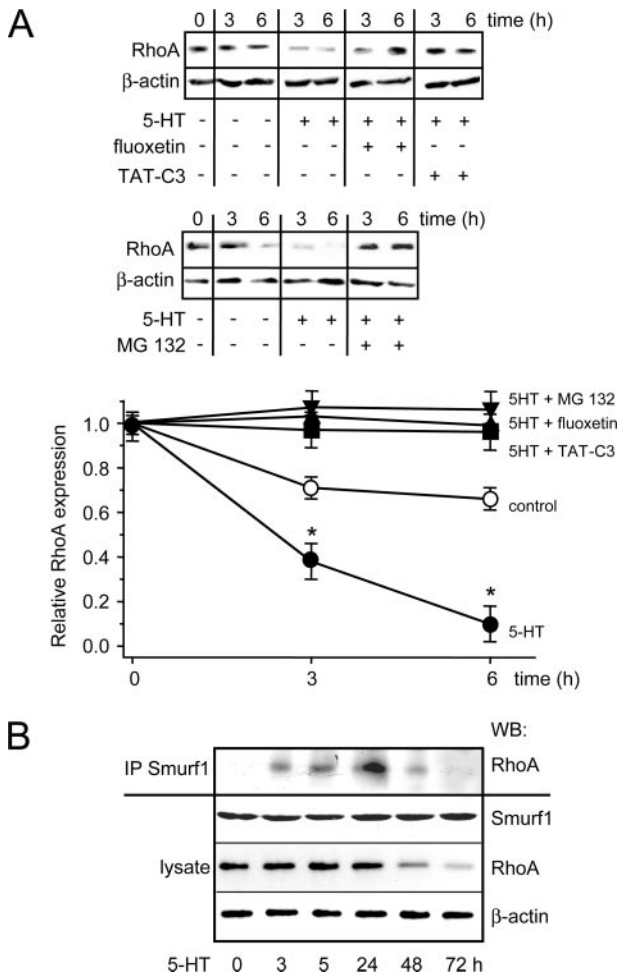 A
0 3 6 3 6 3 6 3 6 time (h)
RhoA
β-actin
5-HT - - - + + + + + +
fluoxetin - - - - - + + - -
TAT-C3 - - - - - - - + +
0 3 6 3 6 3 6 time (h)
RhoA
β-actin
5-HT - - - + + + +
MG 132 - - - - - + +
Relative RhoA expression
1.0
0.8
0.6
0.4
0.2
0.0
5HT + MG 132
5HT + fluoxetin
5HT + TAT-C3
control
*
*
5-HT
0 3 6 time (h)
B
WB:
IP Smurf1 RhoA
Smurf1
lysate RhoA
β-actin
5-HT 0 3 5 24 48 72 h